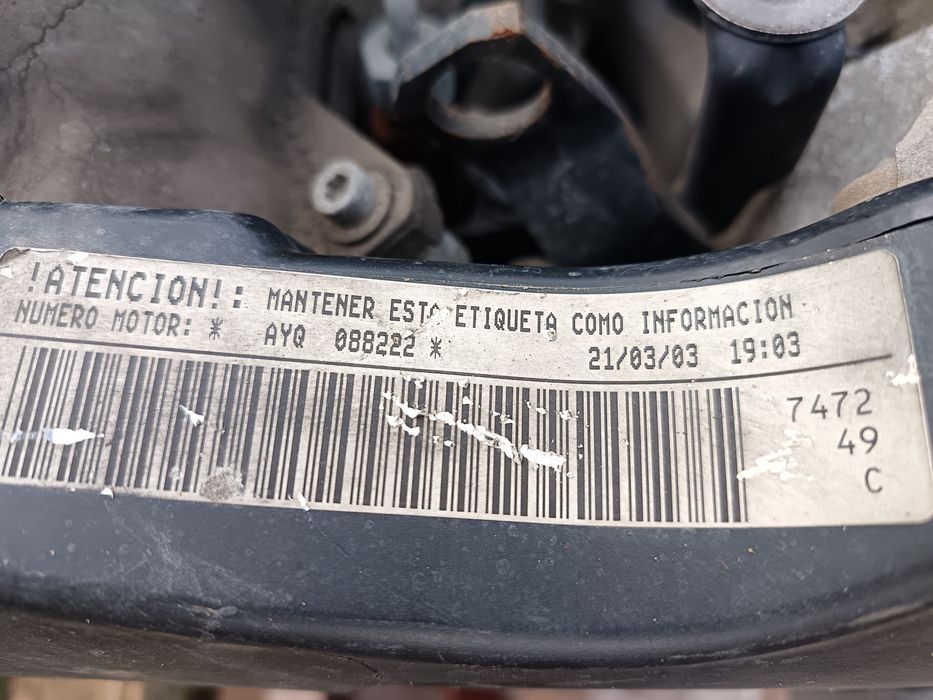 !ATENCION!: MANTENER ESTA ETIQUETA COMO INFORMACION
NUMERO MOTOR: * AYQ 088222 * 21/03/03 19:03
7472
49
C